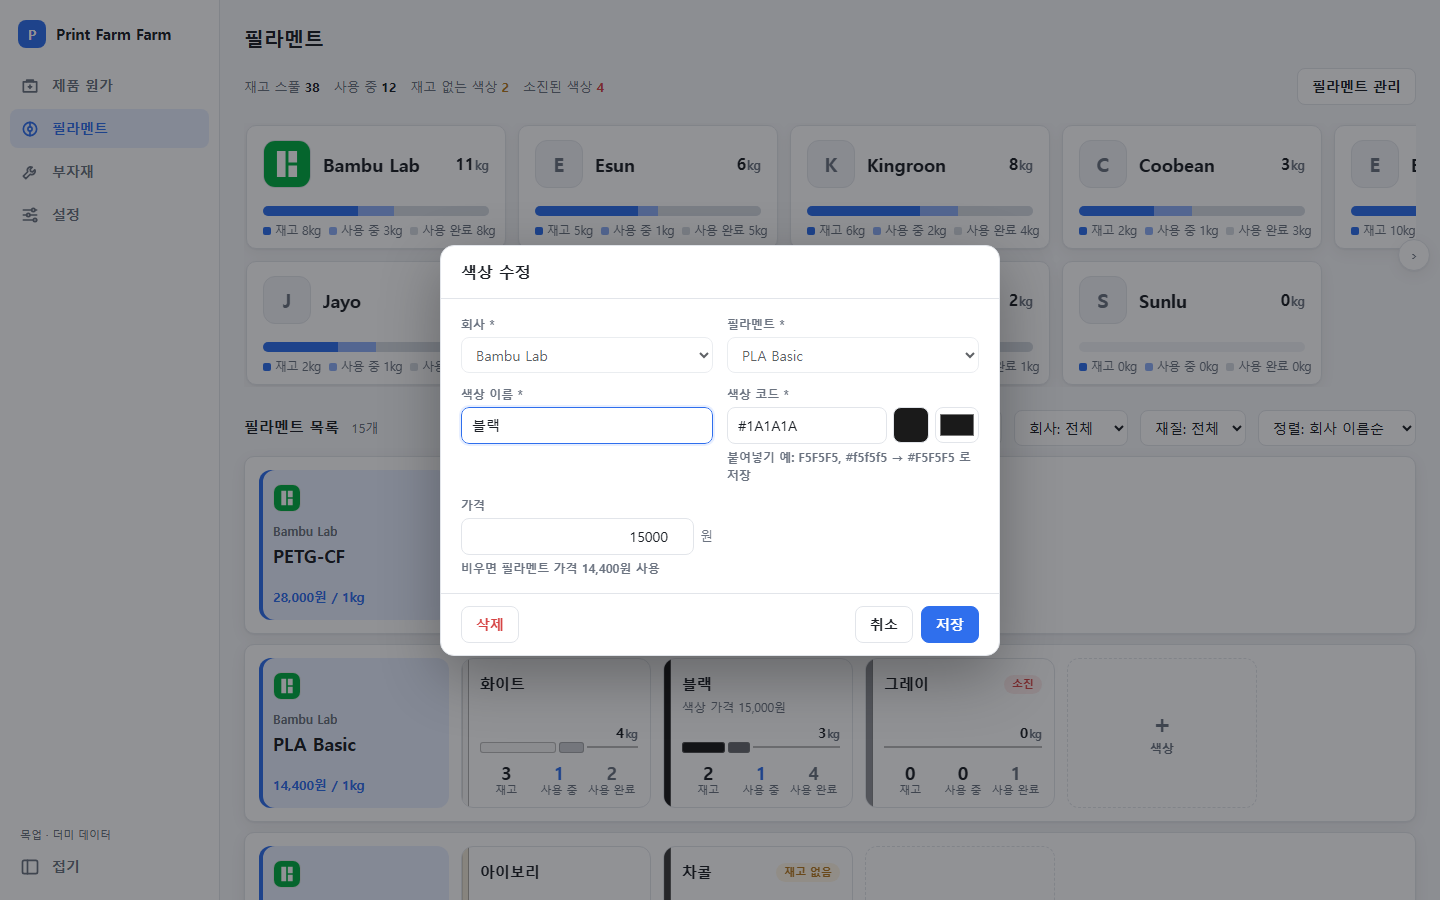 P Print Farm Farm
제품 원가
필라멘트
부자재
설정
목업 · 더미 데이터
접기
필라멘트
재고 스풀 38 사용 중 12 재고 없는 색상 2 소진된 색상 4
필라멘트 관리
Bambu Lab 11kg
재고 8kg 사용 중 3kg 사용 완료 8kg
E Esun 6kg
재고 5kg 사용 중 1kg 사용 완료 5kg
K Kingroon 8kg
재고 6kg 사용 중 2kg 사용 완료 4kg
C Coobean 3kg
재고 2kg 사용 중 1kg 사용 완료 3kg
E
재고 10kg
J Jayo
재고 2kg 사용 중 1kg 사용
2kg
완료 1kg
S Sunlu 0kg
재고 0kg 사용 중 0kg 사용 완료 0kg
›
색상 수정
회사 *
Bambu Lab
필라멘트 *
PLA Basic
색상 이름 *
블랙
색상 코드 *
#1A1A1A
붙여넣기 예: F5F5F5, #f5f5f5 → #F5F5F5 로
저장
가격
15000 원
비우면 필라멘트 가격 14,400원 사용
삭제
취소
저장
필라멘트 목록 15개
회사: 전체
재질: 전체
정렬: 회사 이름순
Bambu Lab
PETG-CF
28,000원 / 1kg
Bambu Lab
PLA Basic
14,400원 / 1kg
화이트
4kg
3 1 2
재고 사용 중 사용 완료
블랙
색상 가격 15,000원
3kg
2 1 4
재고 사용 중 사용 완료
그레이 소진
0kg
0 0 1
재고 사용 중 사용 완료
+
색상
아이보리
차콜 재고 없음